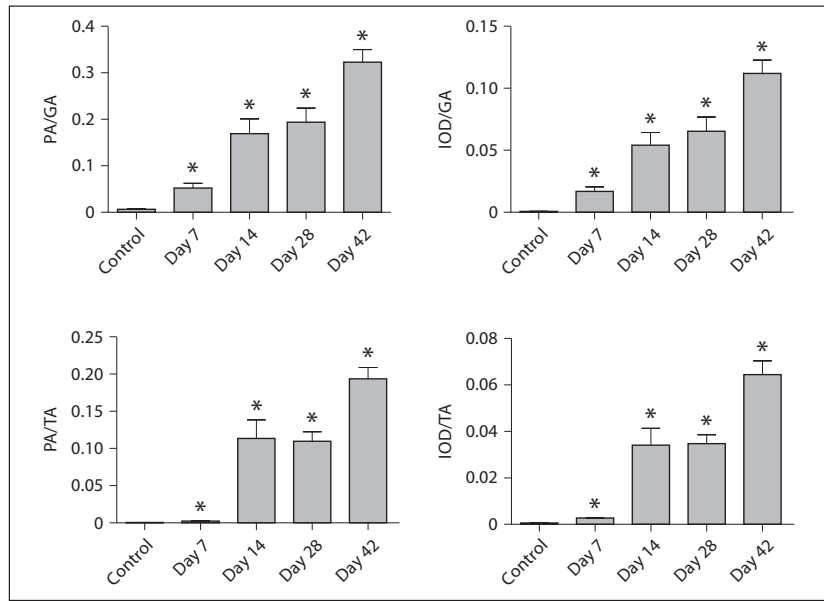 PA/GA
0.4
0.3
0.2
0.1
0
*
*
*
*
Control
Day 7
Day 14
Day 28
Day 42
IOD/GA
0.15
0.10
0.05
0
*
*
*
*
Control
Day 7
Day 14
Day 28
Day 42
PA/TA
0.25
0.20
0.15
0.10
0.05
0
*
*
*
*
Control
Day 7
Day 14
Day 28
Day 42
IOD/TA
0.08
0.06
0.04
0.02
0
*
*
*
*
Control
Day 7
Day 14
Day 28
Day 42